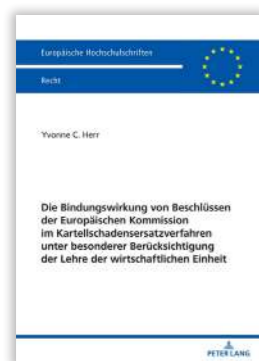 Europäische Hochschulschriften
Recht
Yvonne C. Herr
Die Bindungswirkung von Beschlüssen
der Europäischen Kommission
im Kartellschadensersatzverfahren
unter besonderer Berücksichtigung
der Lehre der wirtschaftlichen Einheit
PETER LANG